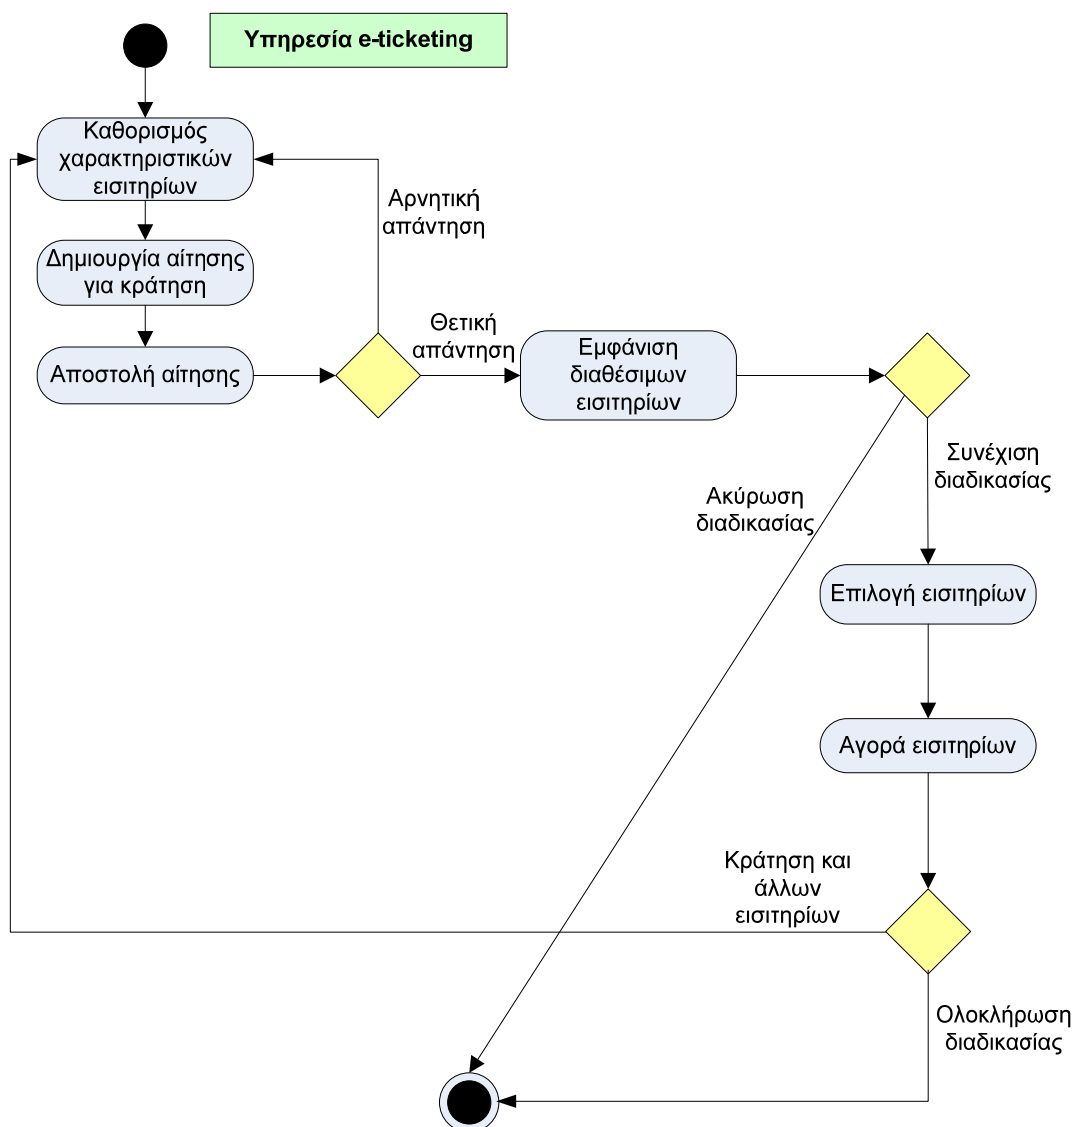 Υπηρεσία e-ticketing
Καθορισμός
χαρακτηριστικών
εισιτηρίων
Αρνητική
απάντηση
Δημιουργία αίτησης
για κράτηση
Θετική
απάντηση
Αποστολή αίτησης
Εμφάνιση
διαθέσιμων
εισιτηρίων
Συνέχιση
διαδικασίας
Ακύρωση
διαδικασίας
Επιλογή εισιτηρίων
Αγορά εισιτηρίων
Κράτηση και
άλλων
εισιτηρίων
Ολοκλήρωση
διαδικασίας